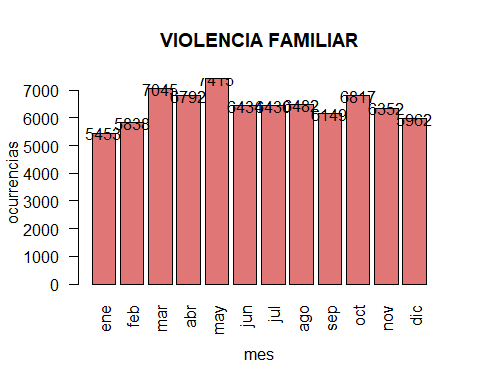 VIOLENCIA FAMILIAR
ocurrencias
7000
6000
5000
4000
3000
2000
1000
0
5453
5838
7045
6792
6482
6149
6817
6352
5962
ene
feb
mar
abr
may
jun
jul
ago
sep
oct
nov
dic
mes